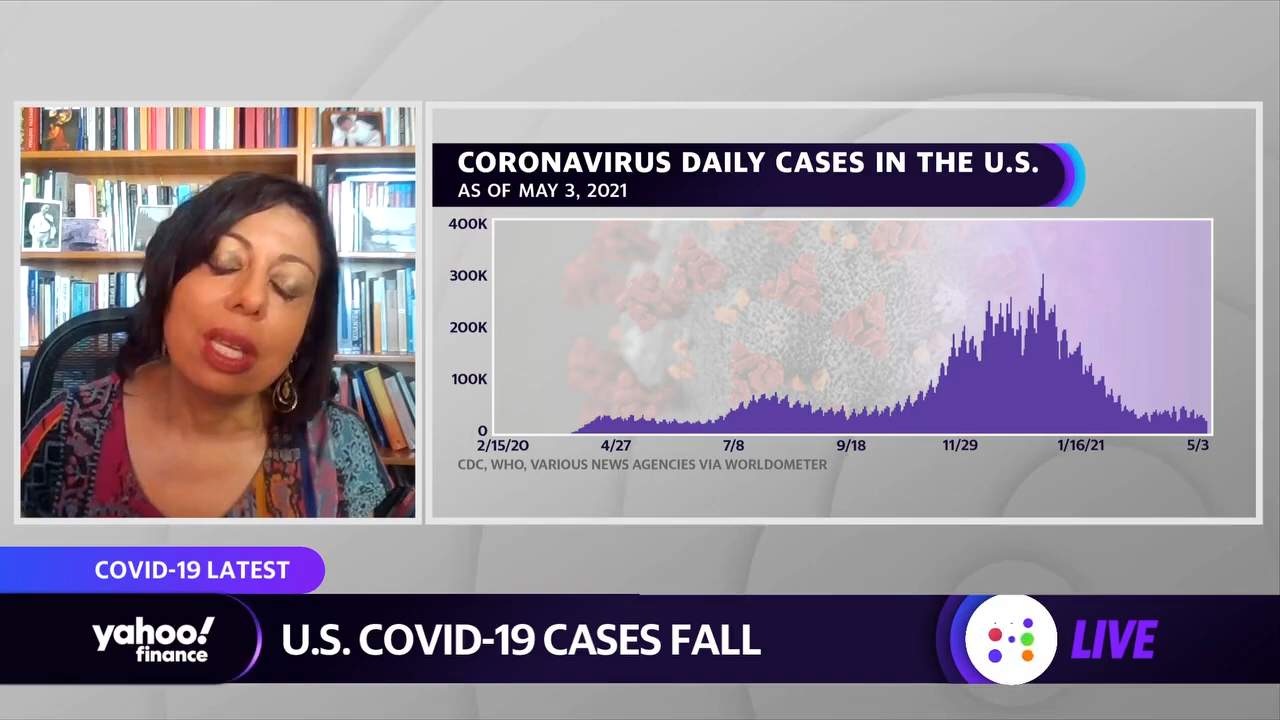 CORONAVIRUS DAILY CASES IN THE U.S.
AS OF MAY 3, 2021
400K
300K
200K
100K
0
2/15/20 4/27 7/8 9/18 11/29 1/16/21 5/3
CDC, WHO, VARIOUS NEWS AGENCIES VIA WORLDOMETER
COVID-19 LATEST
yahoo!
finance
U.S. COVID-19 CASES FALL
LIVE